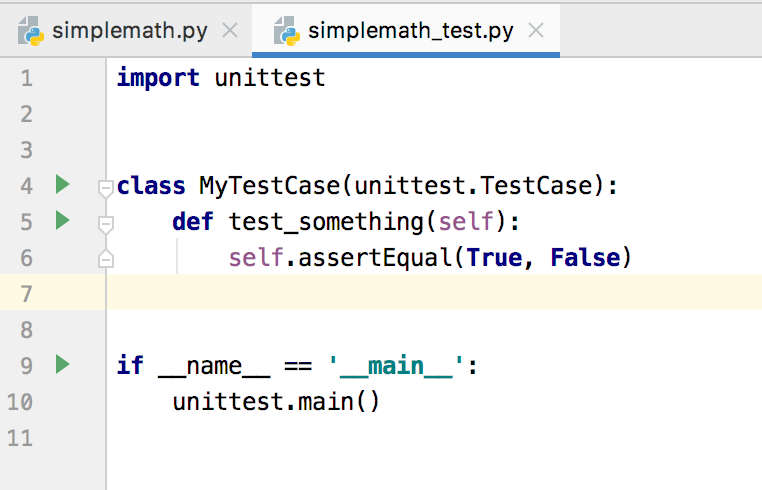 simplemath.py simplemath_test.py
1 import unittest
2
3
4 class MyTestCase(unittest.TestCase):
5     def test_something(self):
6         self.assertEqual(True, False)
7
8
9 if __name__ == '__main__':
10     unittest.main()
11